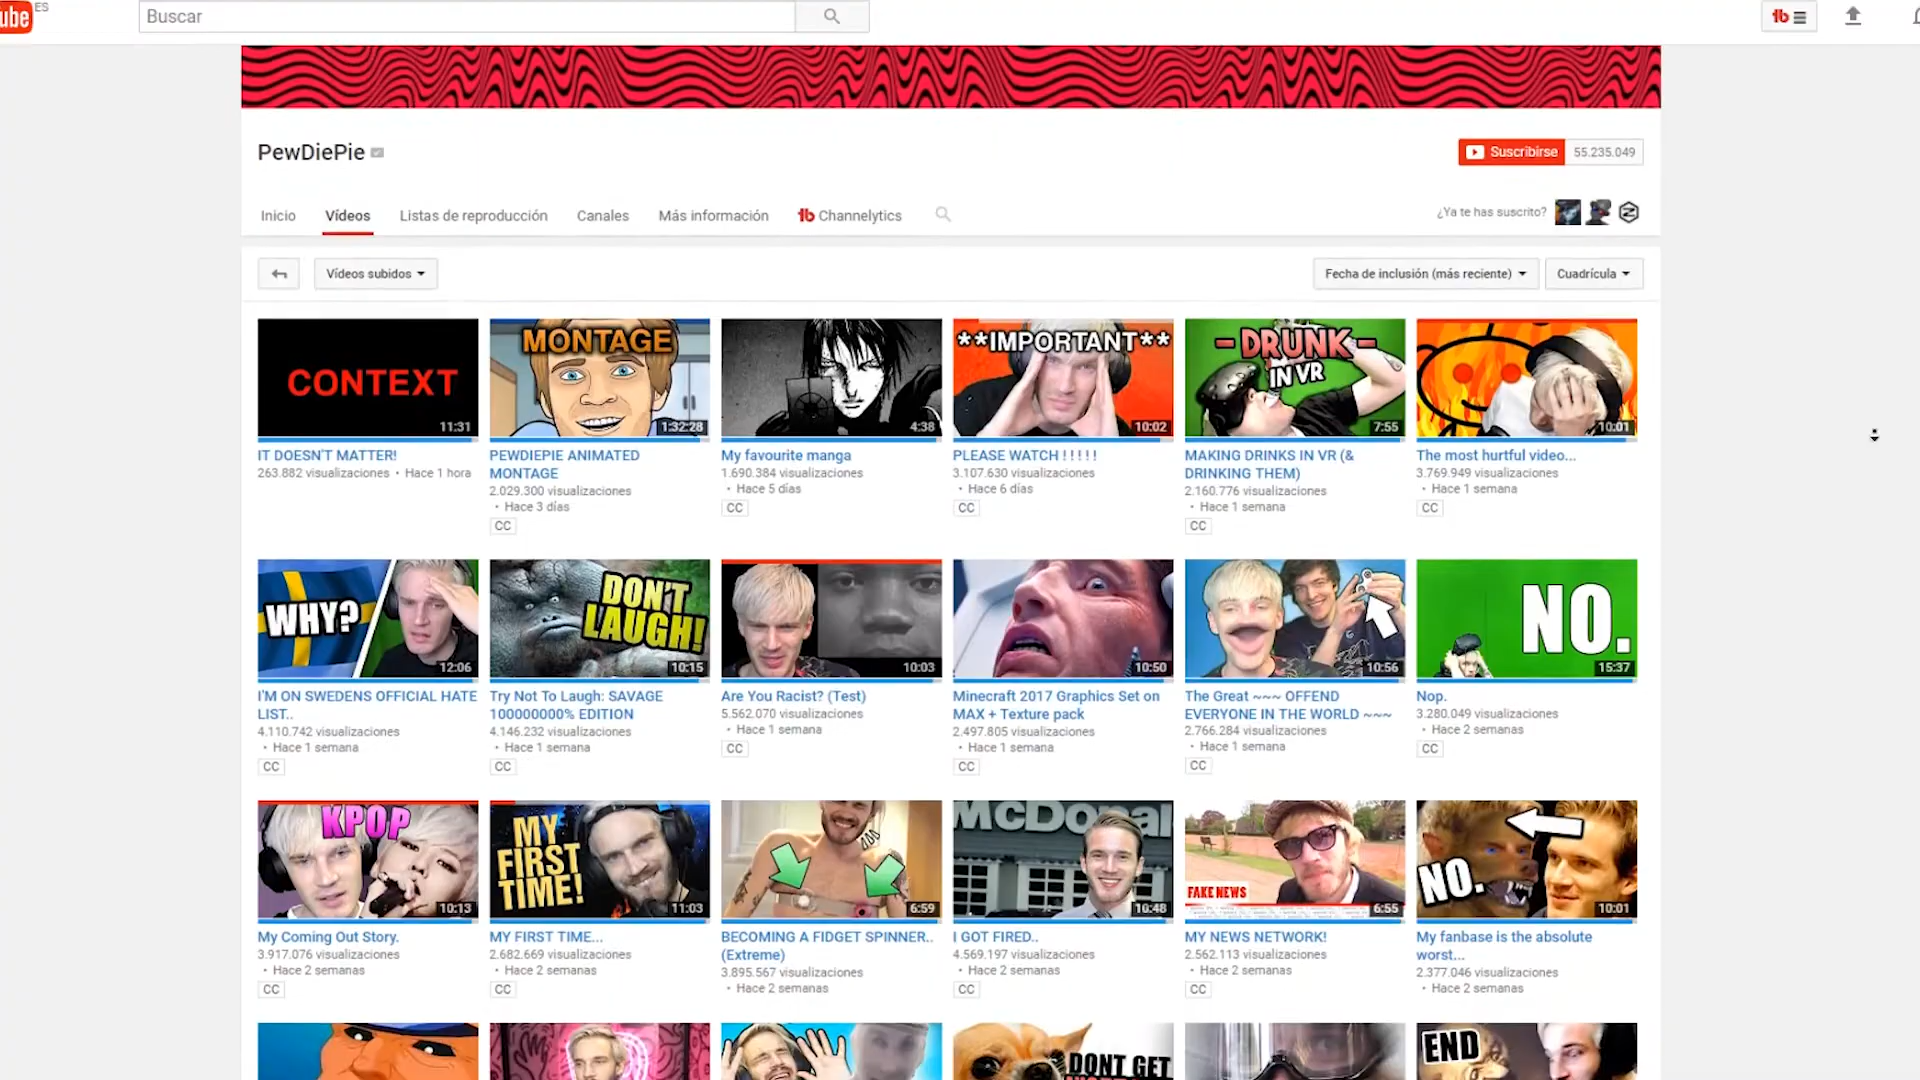 ube ES
Buscar
tb
PewDiePie
Suscribirse 55.235.049
Inicio Vídeos Listas de reproducción Canales Más información tb Channelytics
¿Ya te has suscrito?
Vídeos subidos
Fecha de inclusión (más reciente) Cuadrícula
CONTEXT
11:31
IT DOESN'T MATTER!
263.882 visualizaciones • Hace 1 hora
MONTAGE
1:32:28
PEWDIEPIE ANIMATED
MONTAGE
2.029.300 visualizaciones
• Hace 3 días
CC
4:38
My favourite manga
1.690.384 visualizaciones
• Hace 5 días
CC
**IMPORTANT**
10:02
PLEASE WATCH ! ! ! ! !
3.107.630 visualizaciones
• Hace 6 días
CC
-DRUNK-
IN VR
7:55
MAKING DRINKS IN VR (&
DRINKING THEM)
2.160.776 visualizaciones
• Hace 1 semana
CC
10:01
The most hurtful video...
3.769.949 visualizaciones
• Hace 1 semana
CC
WHY?
12:06
I'M ON SWEDENS OFFICIAL HATE
LIST..
4.110.742 visualizaciones
• Hace 1 semana
CC
DON'T
LAUGH!
10:15
Try Not To Laugh: SAVAGE
100000000% EDITION
4.146.232 visualizaciones
• Hace 1 semana
CC
10:03
Are You Racist? (Test)
5.562.070 visualizaciones
• Hace 1 semana
CC
10:50
Minecraft 2017 Graphics Set on
MAX + Texture pack
2.497.805 visualizaciones
• Hace 1 semana
CC
10:56
The Great ~~~ OFFEND
EVERYONE IN THE WORLD ~~~
2.766.284 visualizaciones
• Hace 1 semana
CC
NO.
15:37
Nop.
3.280.049 visualizaciones
• Hace 2 semanas
CC
KPOP
10:13
My Coming Out Story.
3.917.076 visualizaciones
• Hace 2 semanas
CC
MY
FIRST
TIME!
11:03
MY FIRST TIME...
2.682.669 visualizaciones
• Hace 2 semanas
CC
6:59
BECOMING A FIDGET SPINNER..
(Extreme)
3.895.567 visualizaciones
• Hace 2 semanas
McDonal
10:48
I GOT FIRED..
4.569.197 visualizaciones
• Hace 2 semanas
CC
FAKE NEWS
6:55
MY NEWS NETWORK!
2.562.113 visualizaciones
• Hace 2 semanas
CC
NO.
10:01
My fanbase is the absolute
worst...
2.377.046 visualizaciones
• Hace 2 semanas
DONT GET
END